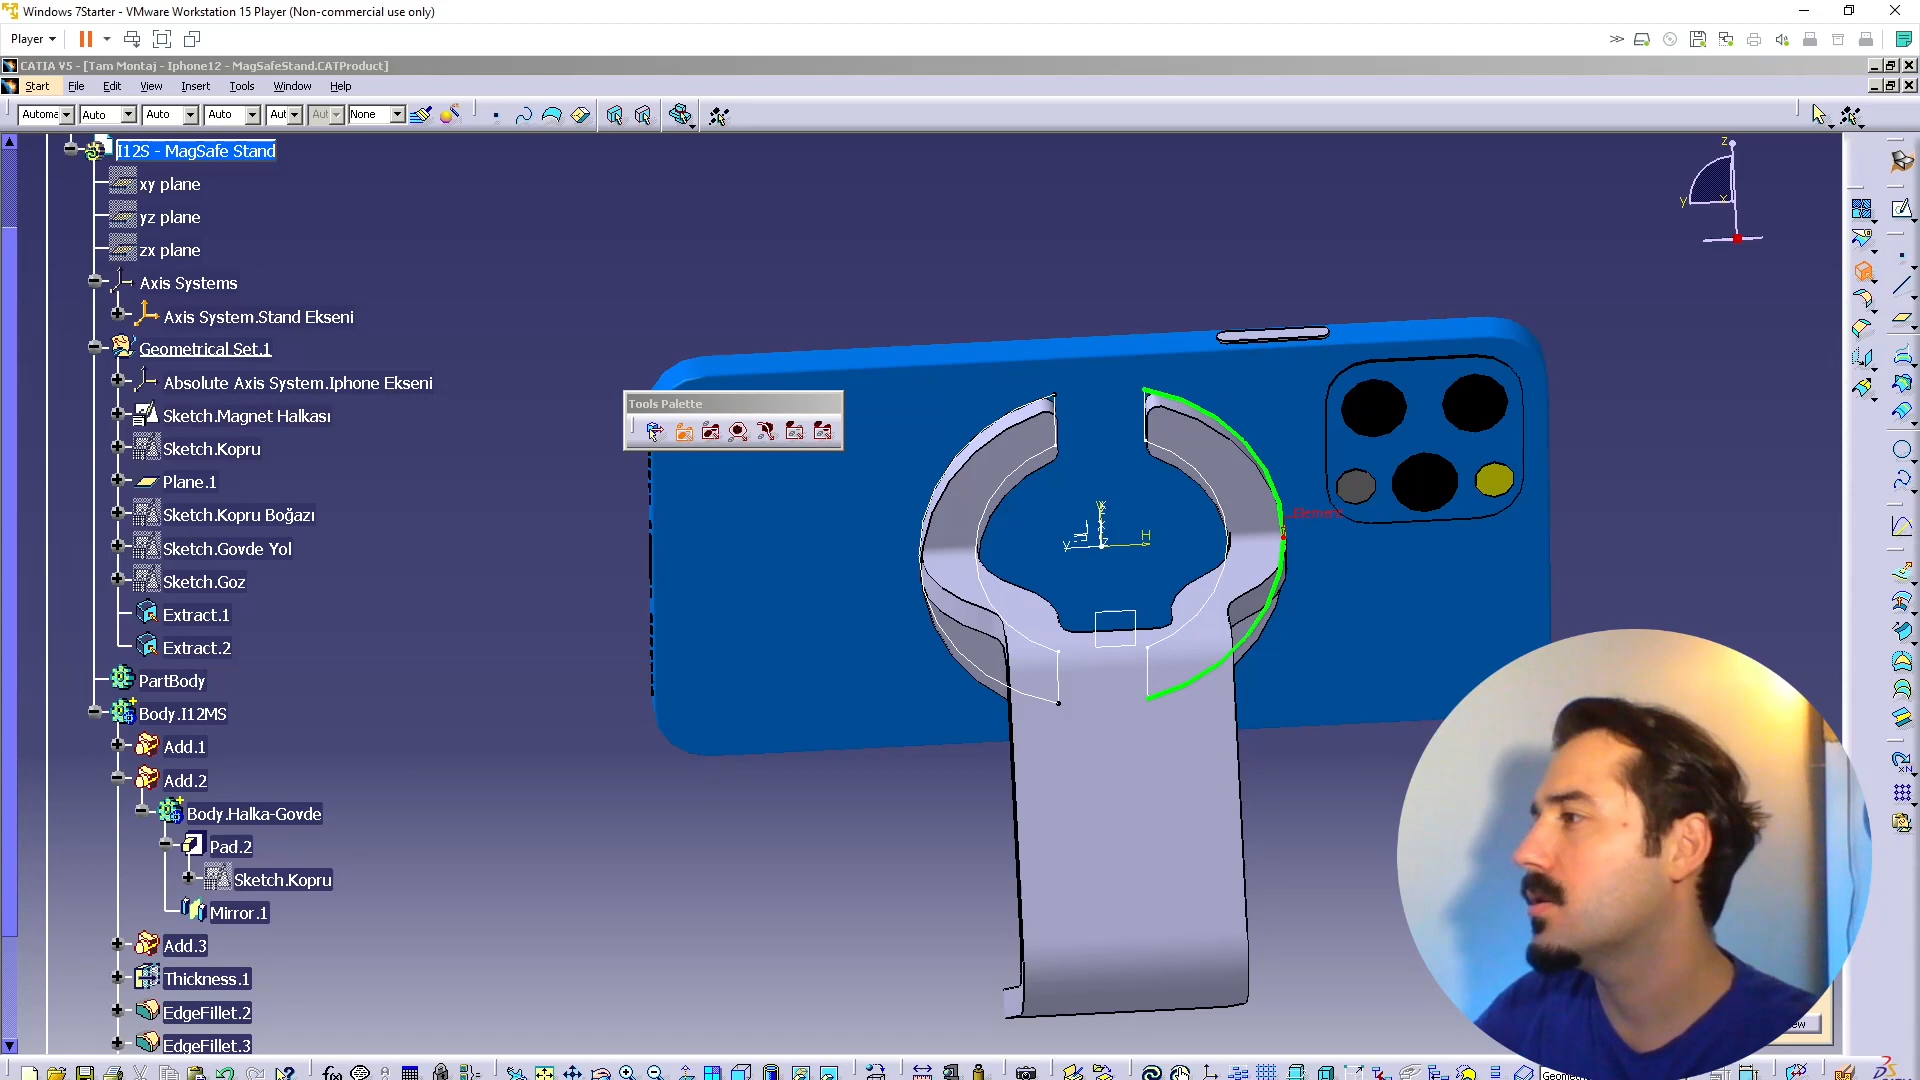 Windows 7Starter - VMware Workstation 15 Player (Non-commercial use only)
Player
CATIA V5 - [Tam Montaj - Iphone12 - MagSafeStand.CATProduct]
Start File Edit View Insert Tools Window Help
Automa Auto Auto Auto Aut Aut None
I12S - MagSafe Stand
xy plane
yz plane
zx plane
Axis Systems
Axis System.Stand Ekseni
Geometrical Set.1
Absolute Axis System.Iphone Ekseni
Sketch.Magnet Halkası
Sketch.Kopru
Plane.1
Sketch.Kopru Boğazı
Sketch.Govde Yol
Sketch.Goz
Extract.1
Extract.2
PartBody
Body.I12MS
Add.1
Add.2
Body.Halka-Govde
Pad.2
Sketch.Kopru
Mirror.1
Add.3
Thickness.1
EdgeFillet.2
EdgeFillet.3
Tools Palette
Element
H
y
z
y
x